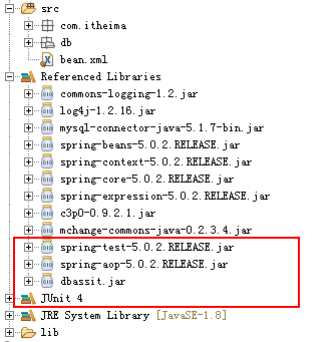 src
com.itheima
db
bean.xml
Referenced Libraries
commons-logging-1.2.jar
log4j-1.2.16.jar
mysql-connector-java-5.1.7-bin.jar
spring-beans-5.0.2.RELEASE.jar
spring-context-5.0.2.RELEASE.jar
spring-core-5.0.2.RELEASE.jar
spring-expression-5.0.2.RELEASE.jar
c3p0-0.9.2.1.jar
mchange-commons-java-0.2.3.4.jar
spring-test-5.0.2.RELEASE.jar
spring-aop-5.0.2.RELEASE.jar
dbassit.jar
JUnit 4
JRE System Library [JavaSE-1.8]
lib